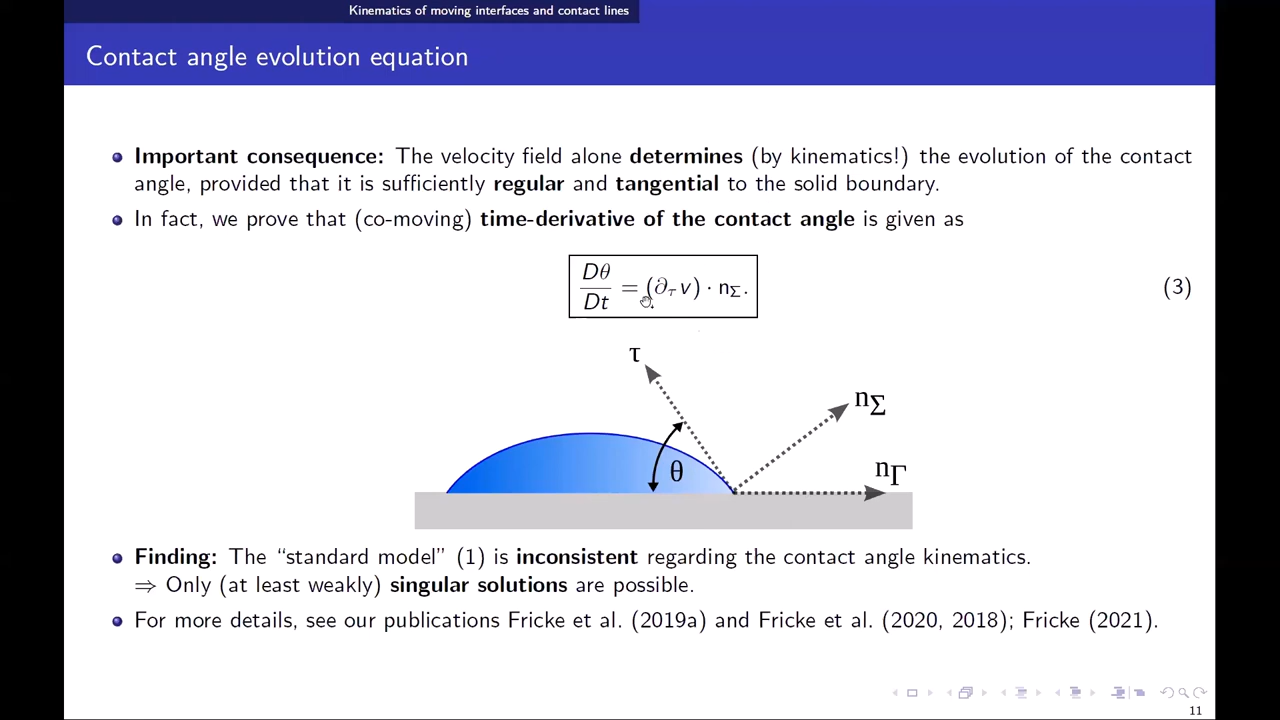 Kinematics of moving interfaces and contact lines
Contact angle evolution equation
Important consequence: The velocity field alone determines (by kinematics!) the evolution of the contact
angle, provided that it is sufficiently regular and tangential to the solid boundary.
In fact, we prove that (co-moving) time-derivative of the contact angle is given as
Dθ/Dt = (∂τ v) · nΣ. (3)
τ
nΣ
nΓ
θ
Finding: The “standard model” (1) is inconsistent regarding the contact angle kinematics.
⇒ Only (at least weakly) singular solutions are possible.
For more details, see our publications Fricke et al. (2019a) and Fricke et al. (2020, 2018); Fricke (2021).
11